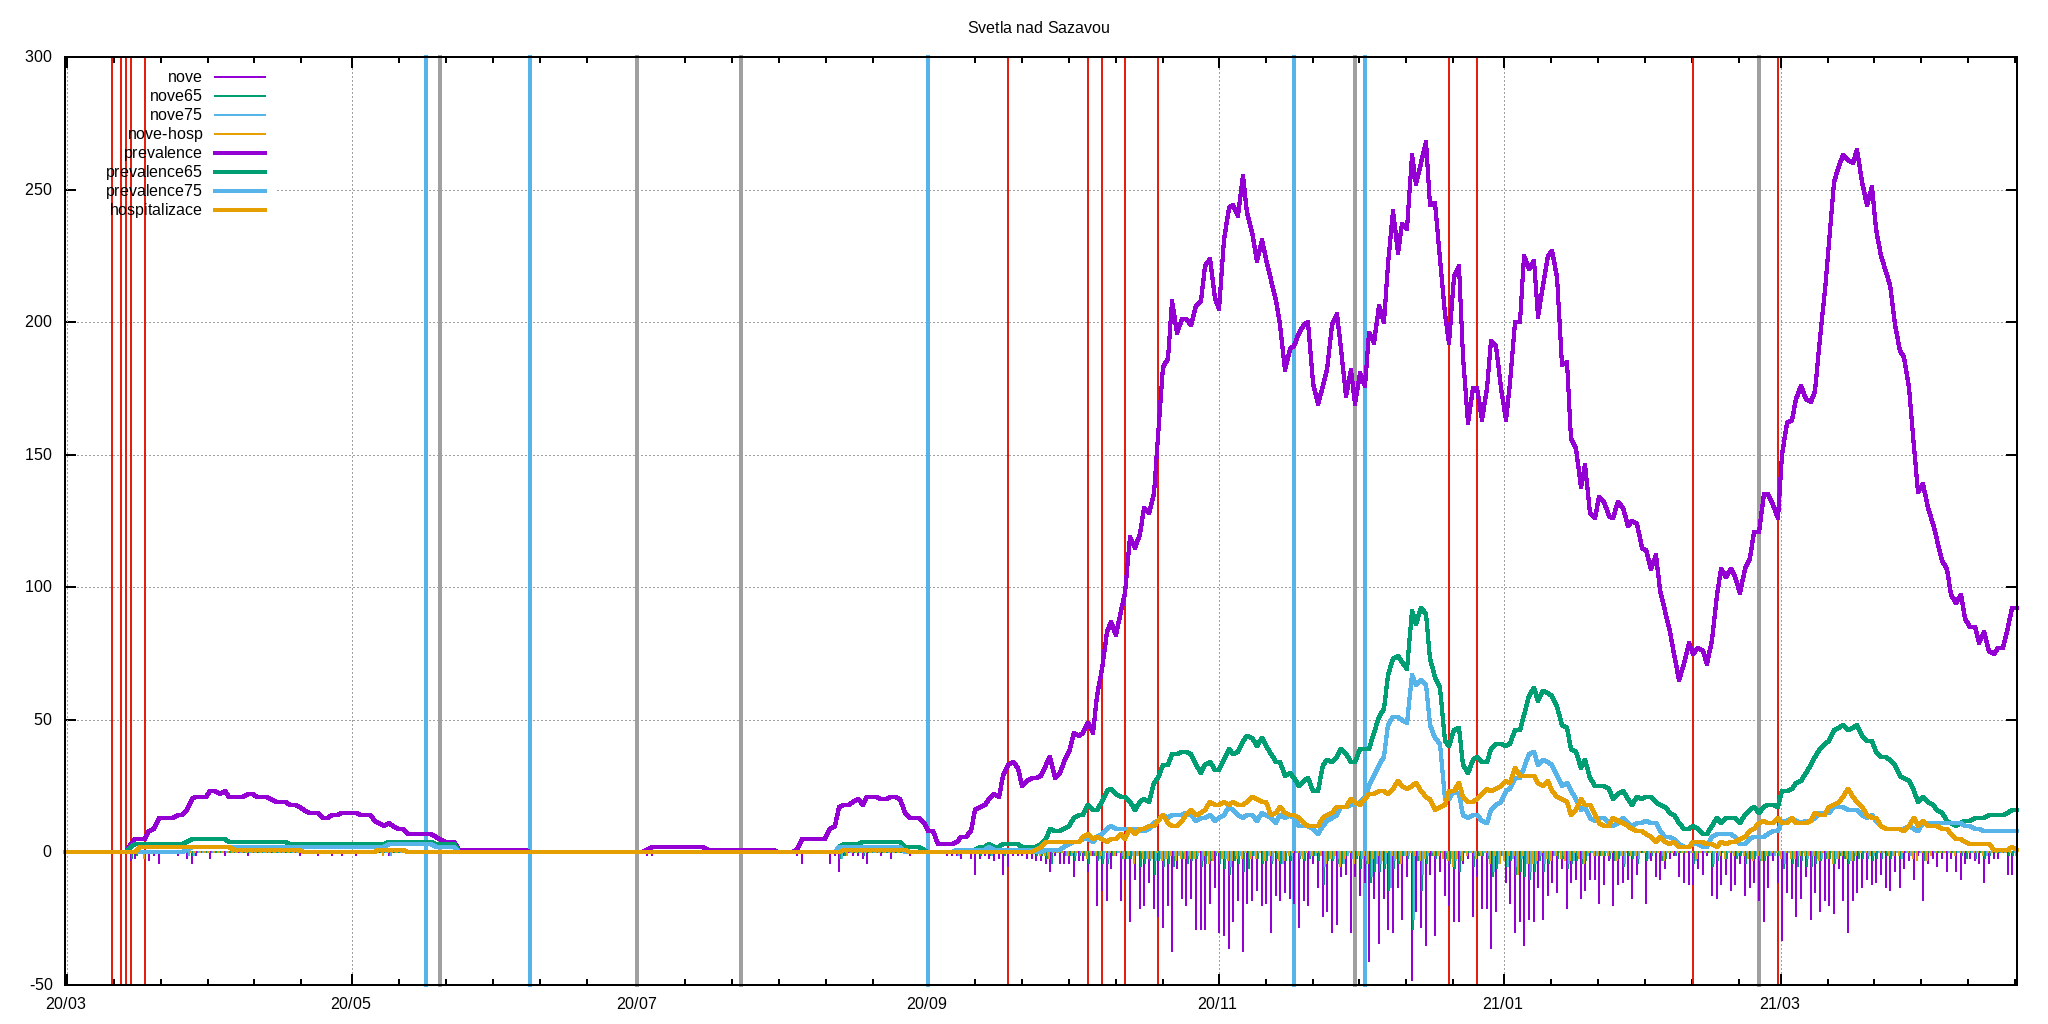 Svetla nad Sazavou
300
250
200
150
100
50
0
-50
nove
nove65
nove75
nove-hosp
prevalence
prevalence65
prevalence75
hospitalizace
20/03 20/05 20/07 20/09 20/11 21/01 21/03